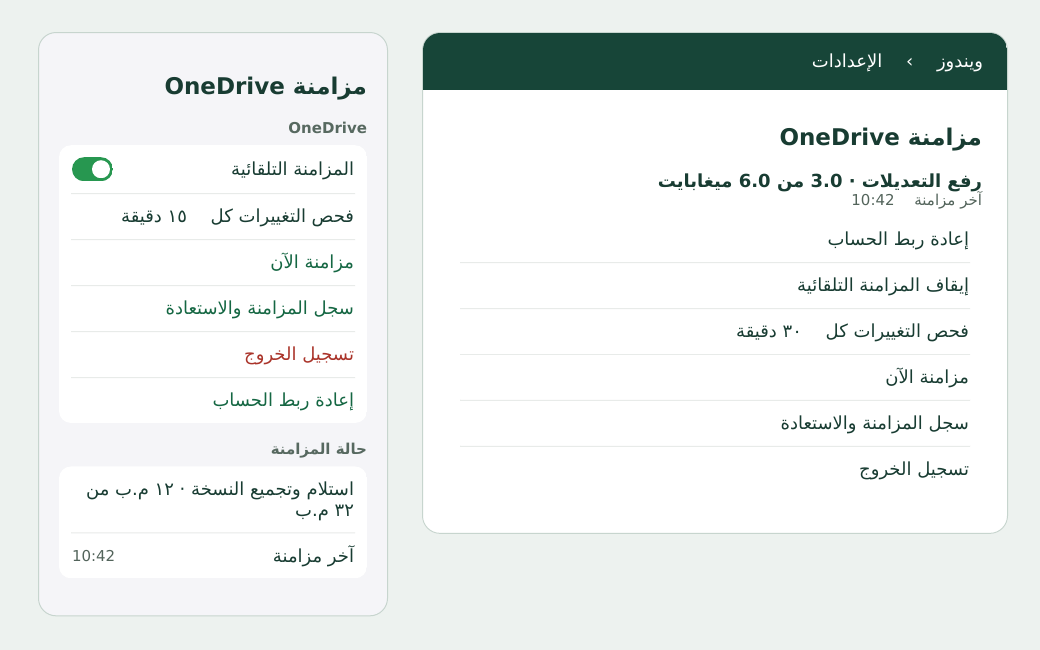 ويندوز › الإعدادات
مزامنة OneDrive
رفع التعديلات · 3.0 من 6.0 ميغابايت
آخر مزامنة 10:42
إعادة ربط الحساب
إيقاف المزامنة التلقائية
فحص التغييرات كل ٣٠ دقيقة
مزامنة الآن
سجل المزامنة والاستعادة
تسجيل الخروج
مزامنة OneDrive
OneDrive
المزامنة التلقائية
فحص التغييرات كل ١٥ دقيقة
مزامنة الآن
سجل المزامنة والاستعادة
تسجيل الخروج
إعادة ربط الحساب
حالة المزامنة
استلام وتجميع النسخة · ١٢ م.ب من
٣٢ م.ب
آخر مزامنة 10:42